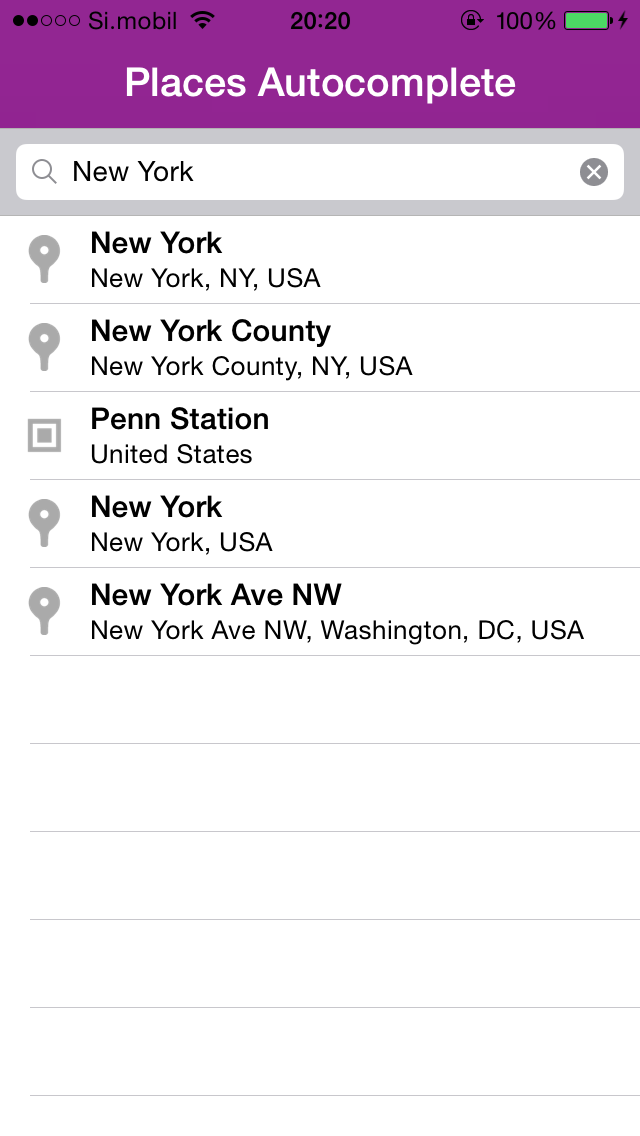 Si.mobil 20:20 100%
Places Autocomplete
New York
New York
New York, NY, USA
New York County
New York County, NY, USA
Penn Station
United States
New York
New York, USA
New York Ave NW
New York Ave NW, Washington, DC, USA